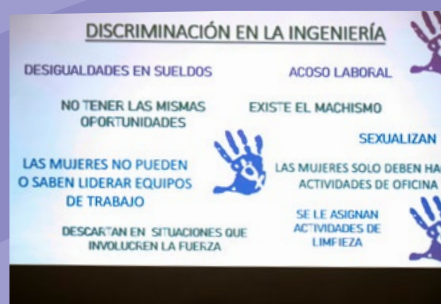 DISCRIMINACIÓN EN LA INGENIERÍA
DESIGUALDADES EN SUELDOS
ACOSO LABORAL
NO TENER LAS MISMAS
OPORTUNIDADES
EXISTE EL MACHISMO
SEXUALIZAN
LAS MUJERES NO PUEDEN
O SABEN LIDERAR EQUIPOS
DE TRABAJO
LAS MUJERES SOLO DEBEN HA
ACTIVIDADES DE OFICINA
DESCARTAN EN SITUACIONES QUE
INVOLUCREN LA FUERZA
SE LE ASIGNAN
ACTIVIDADES DE
LIMPIEZA